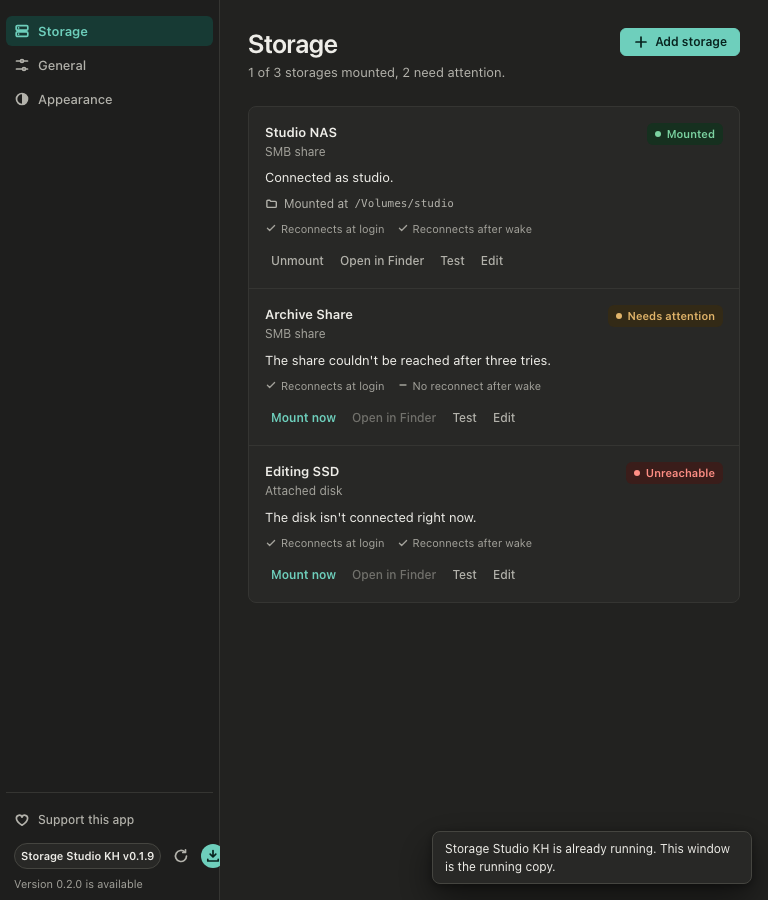 Storage
General
Appearance
Support this app
Storage Studio KH v0.1.9
Version 0.2.0 is available
Storage
Add storage
1 of 3 storages mounted, 2 need attention.
Studio NAS
Mounted
SMB share
Connected as studio.
Mounted at /Volumes/studio
Reconnects at login Reconnects after wake
Unmount Open in Finder Test Edit
Archive Share
Needs attention
SMB share
The share couldn't be reached after three tries.
Reconnects at login No reconnect after wake
Mount now Open in Finder Test Edit
Editing SSD
Unreachable
Attached disk
The disk isn't connected right now.
Reconnects at login Reconnects after wake
Mount now Open in Finder Test Edit
Storage Studio KH is already running. This window
is the running copy.